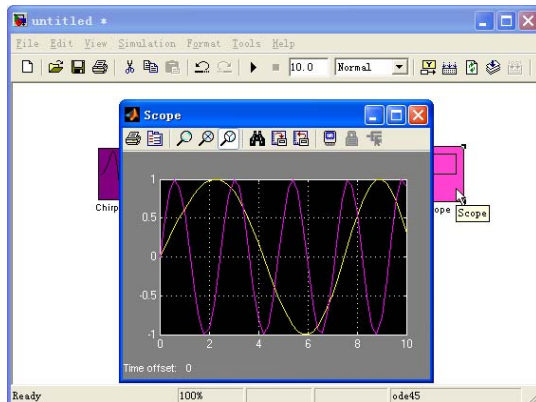 untitled *
File Edit View Simulation Format Tools Help
10.0 Normal
Scope
1
0.5
0
-0.5
-1
0 2 4 6 8 10
Time offset: 0
Chirp
ope
Scope
Ready 100% ode45